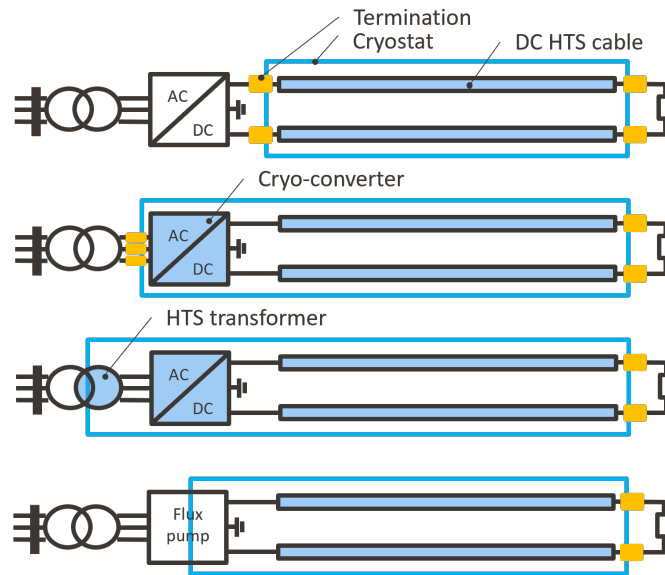 Termination
Cryostat
DC HTS cable
AC
DC
Cryo-converter
AC
DC
HTS transformer
AC
DC
Flux
pump